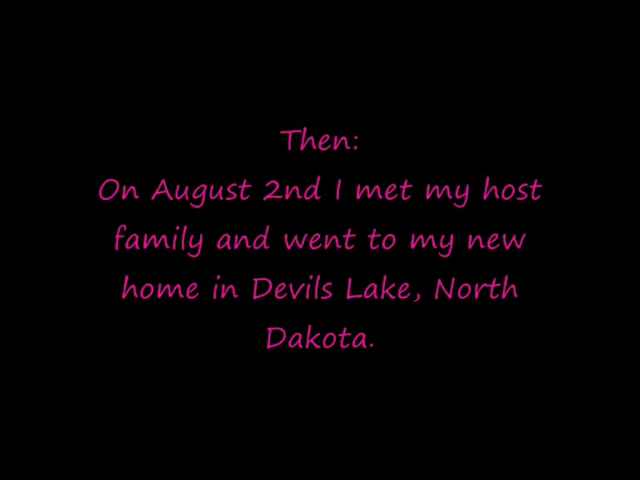 Then:
On August 2nd I met my host
family and went to my new
home in Devils Lake, North
Dakota.